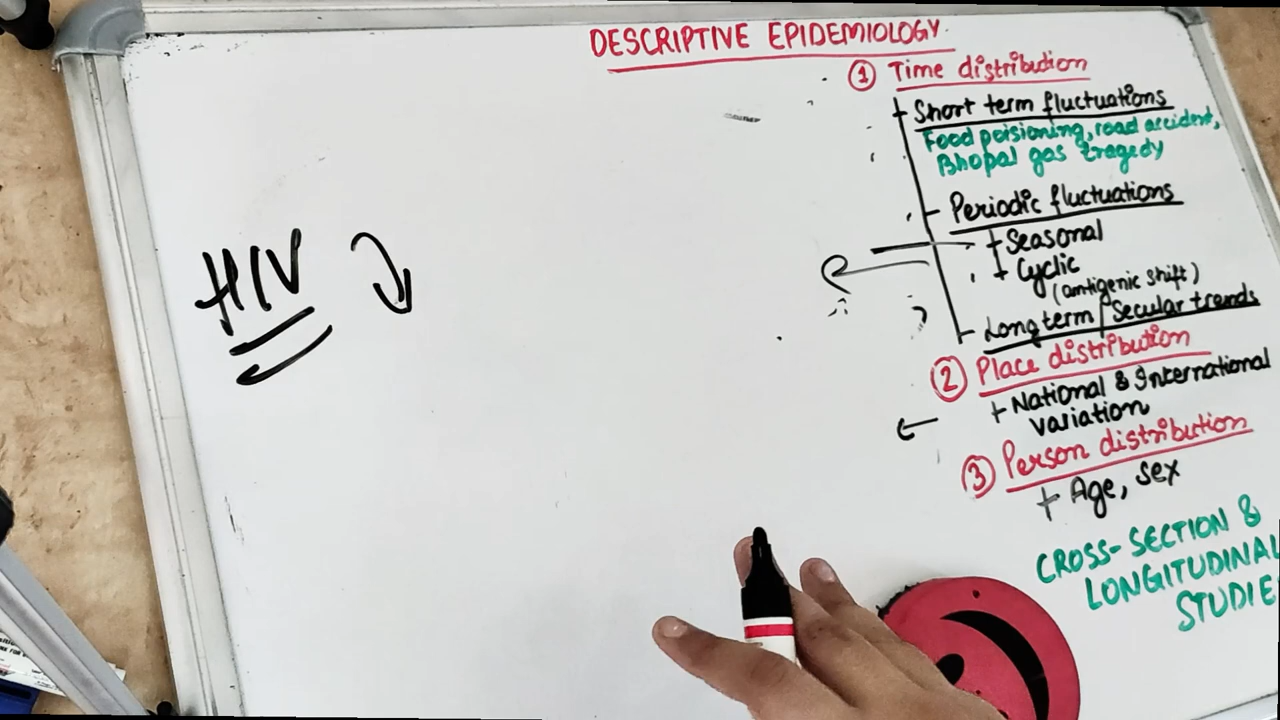 DESCRIPTIVE EPIDEMIOLOGY
① Time distribution
Short term fluctuations
Food poisioning, road accident,
Bhopal gas tragedy
Periodic fluctuations
Seasonal
Cyclic
(antigenic shift)
Long term / Secular trends
② Place distribution
National & International
variation
③ Person distribution
Age, sex
CROSS-SECTION &
LONGITUDINAL
STUDIE
HIV